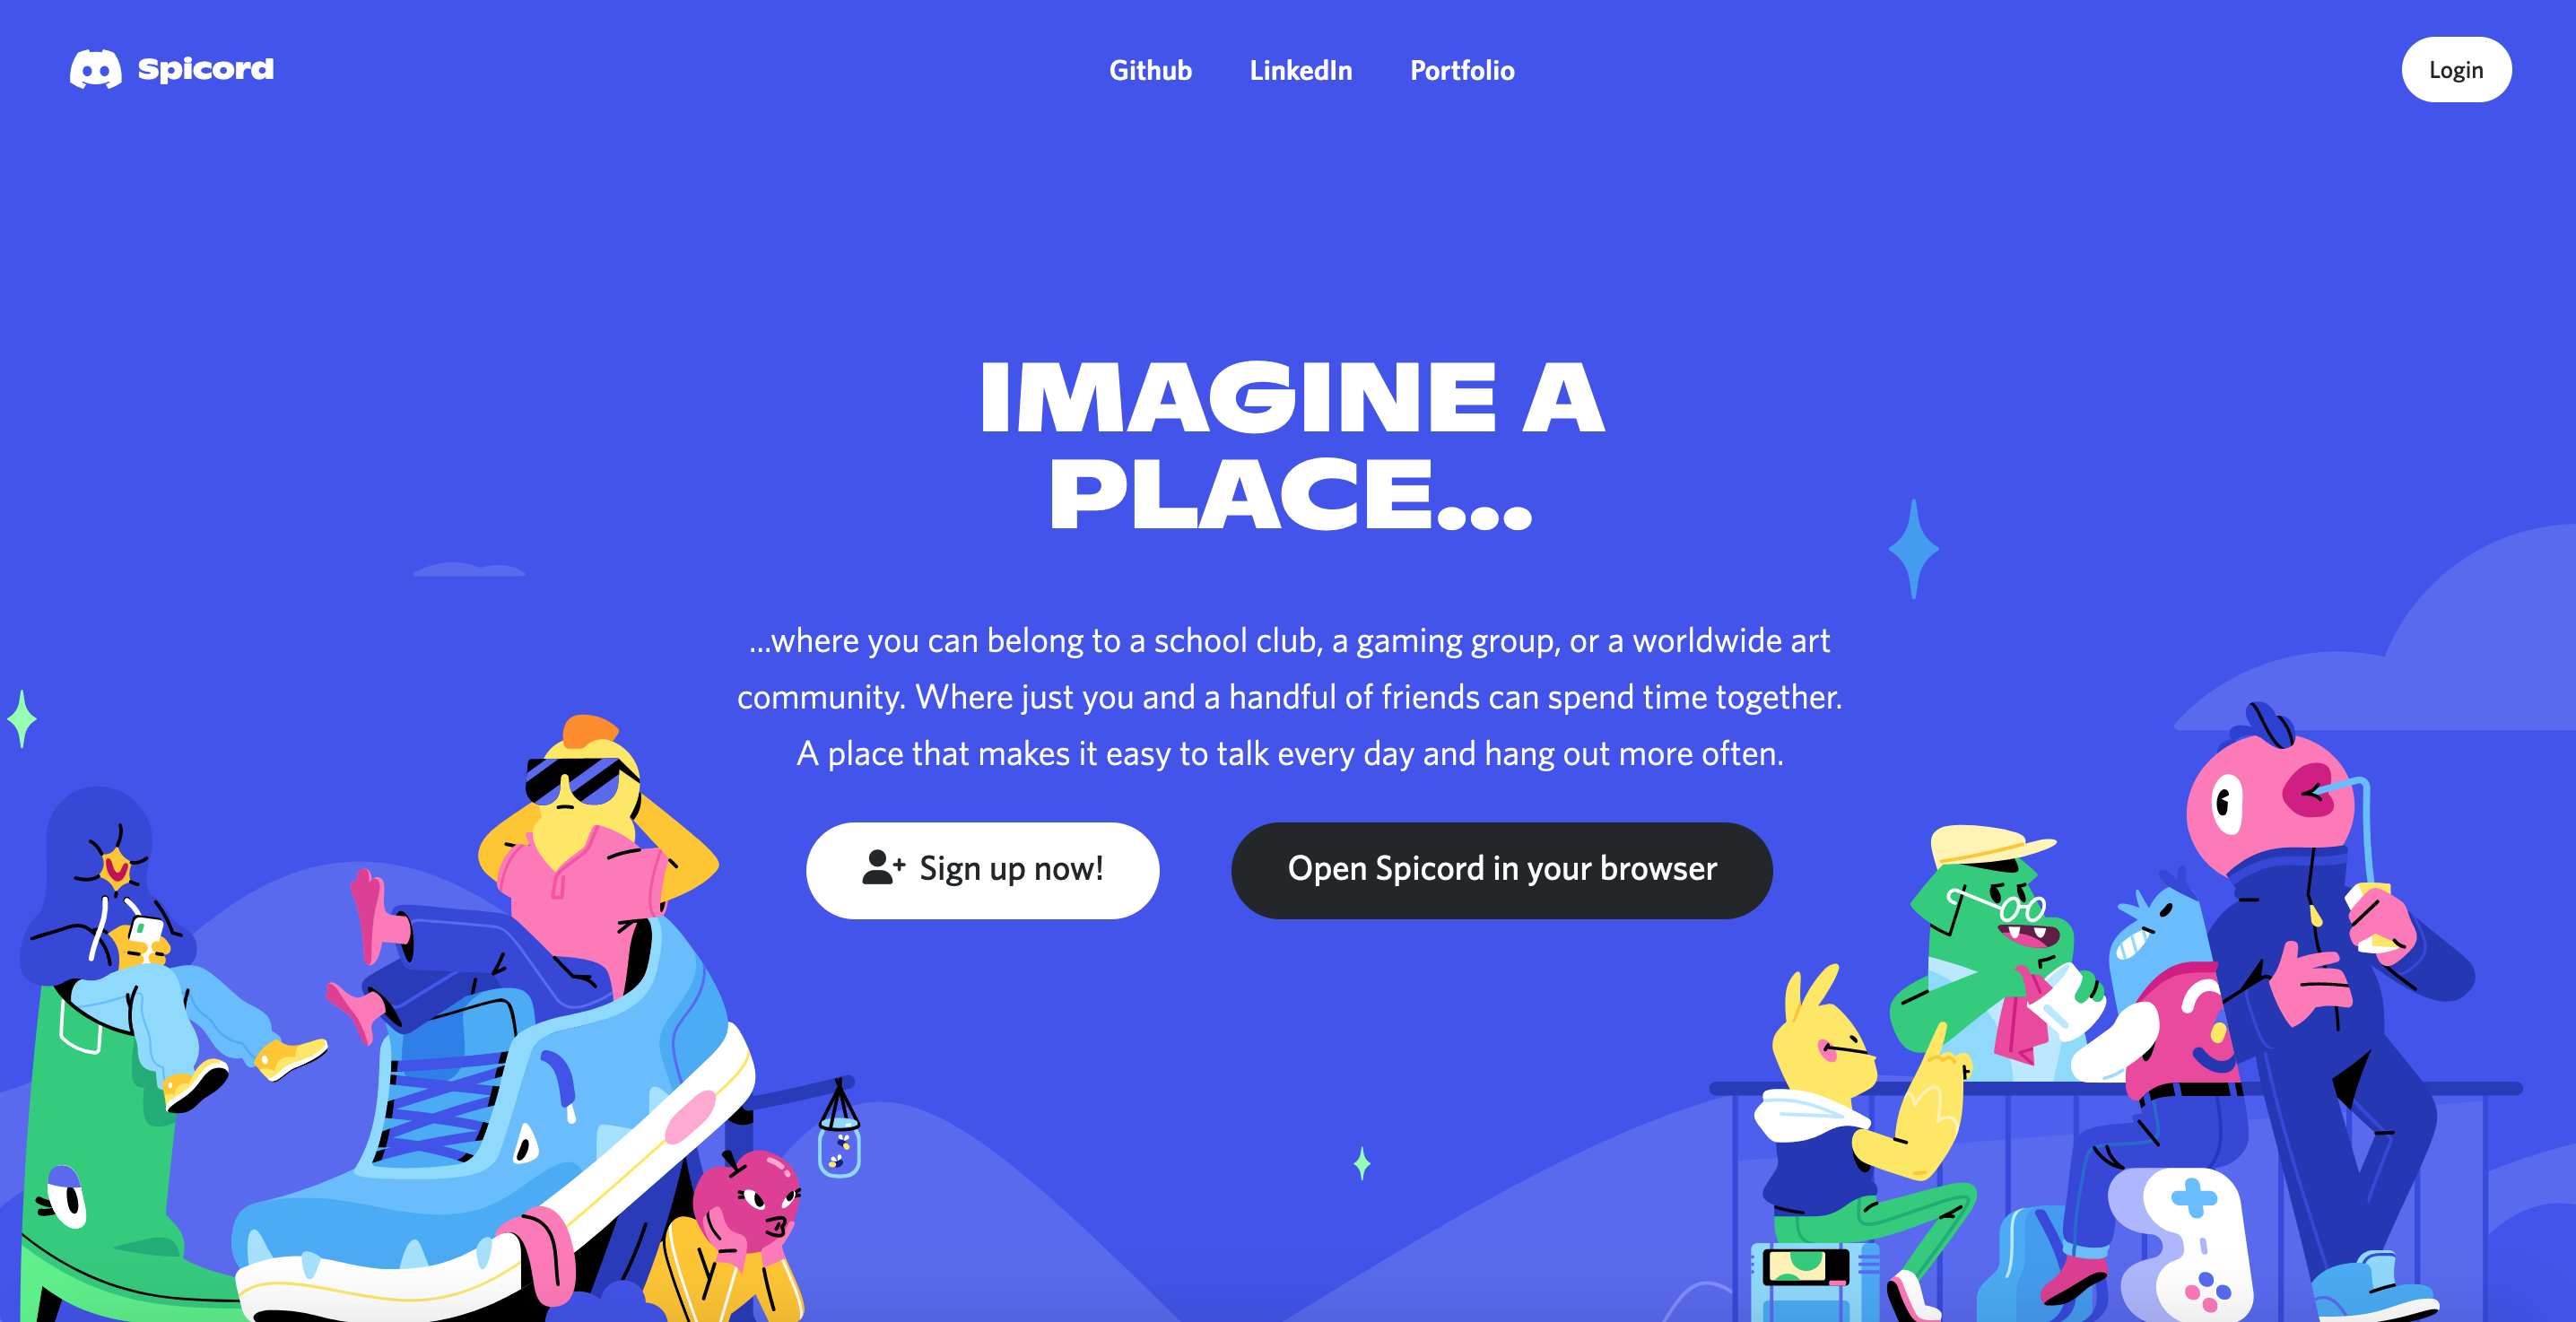 Spicord
Github LinkedIn Portfolio
Login
IMAGINE A
PLACE...
...where you can belong to a school club, a gaming group, or a worldwide art
community. Where just you and a handful of friends can spend time together.
A place that makes it easy to talk every day and hang out more often.
Sign up now!
Open Spicord in your browser